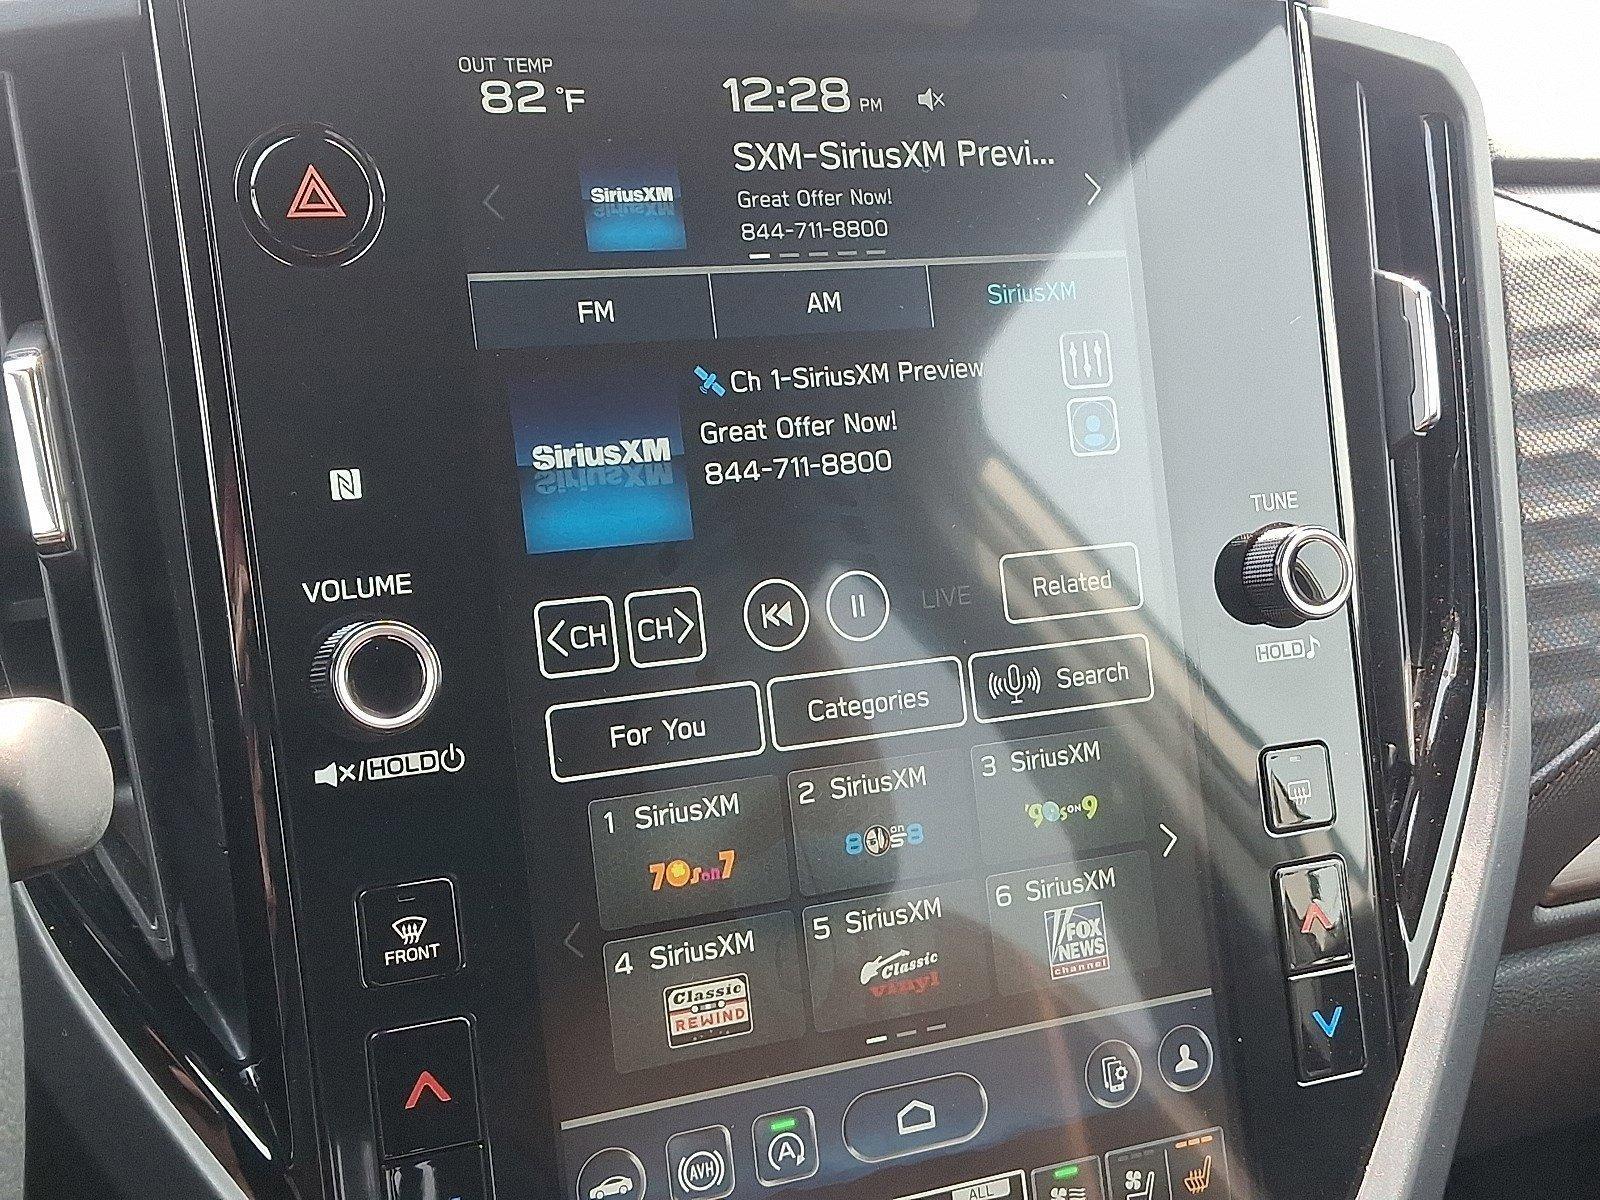 OUT TEMP
82 °F
12:28 PM
SXM-SiriusXM Previ...
SiriusXM
Great Offer Now!
844-711-8800
FM
AM
SiriusXM
Ch 1-SiriusXM Preview
Great Offer Now!
SiriusXM
844-711-8800
TUNE
VOLUME
<CH
CH>
LIVE
Related
HOLD
For You
Categories
Search
HOLD
1 SiriusXM
2 SiriusXM
3 SiriusXM
70s on 7
80s on 8
'90s ON 9
4 SiriusXM
5 SiriusXM
6 SiriusXM
FRONT
Classic
REWIND
Classic
vinyl
FOX
NEWS
channel
AVH
A
ALL